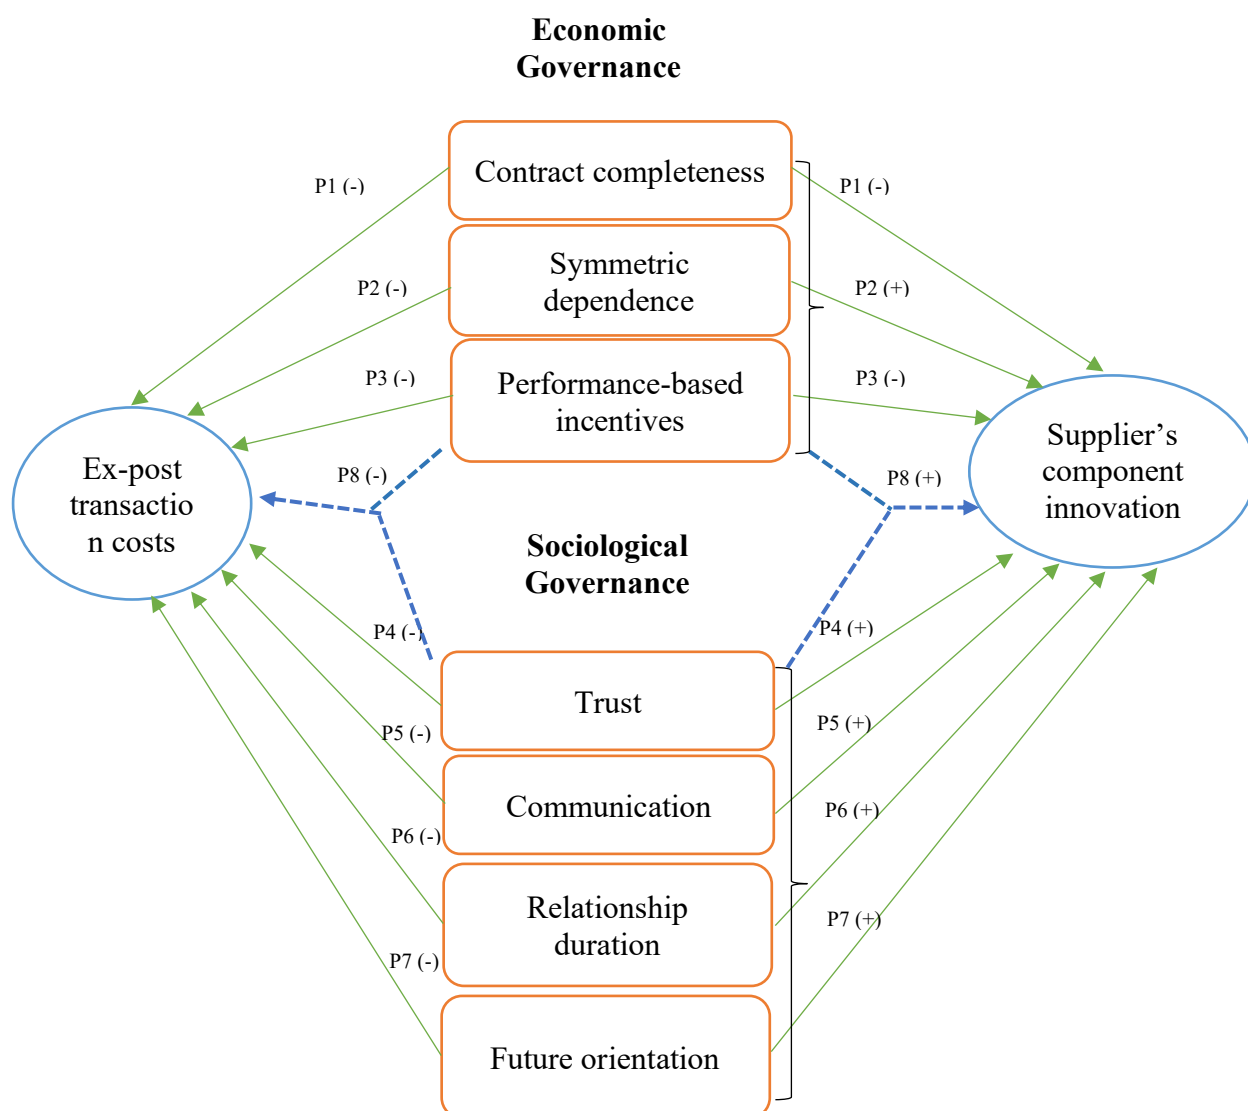 Economic
Governance
Contract completeness
P1 (-)
P1 (-)
Symmetric
dependence
P2 (-)
P2 (+)
Performance-based
incentives
P3 (-)
P3 (-)
Ex-post
transactio
n costs
Supplier’s
component
innovation
P8 (-)
P8 (+)
Sociological
Governance
P4 (-)
P4 (+)
Trust
P5 (-)
P5 (+)
Communication
P6 (-)
P6 (+)
Relationship
duration
P7 (-)
P7 (+)
Future orientation